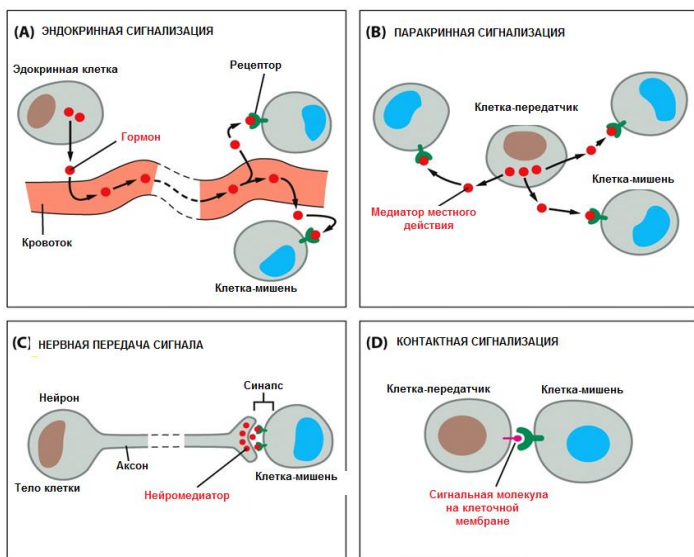 (A) ЭНДОКРИННАЯ СИГНАЛИЗАЦИЯ
Эдокринная клетка
Рецептор
Гормон
Кровоток
Клетка-мишень
(B) ПАРАКРИННАЯ СИГНАЛИЗАЦИЯ
Клетка-передатчик
Клетка-мишень
Медиатор местного
действия
(C) НЕРВНАЯ ПЕРЕДАЧА СИГНАЛА
Нейрон
Синапс
Аксон
Тело клетки
Клетка-мишень
Нейромедиатор
(D) КОНТАКТНАЯ СИГНАЛИЗАЦИЯ
Клетка-передатчик
Клетка-мишень
Сигнальная молекула
на клеточной
мембране